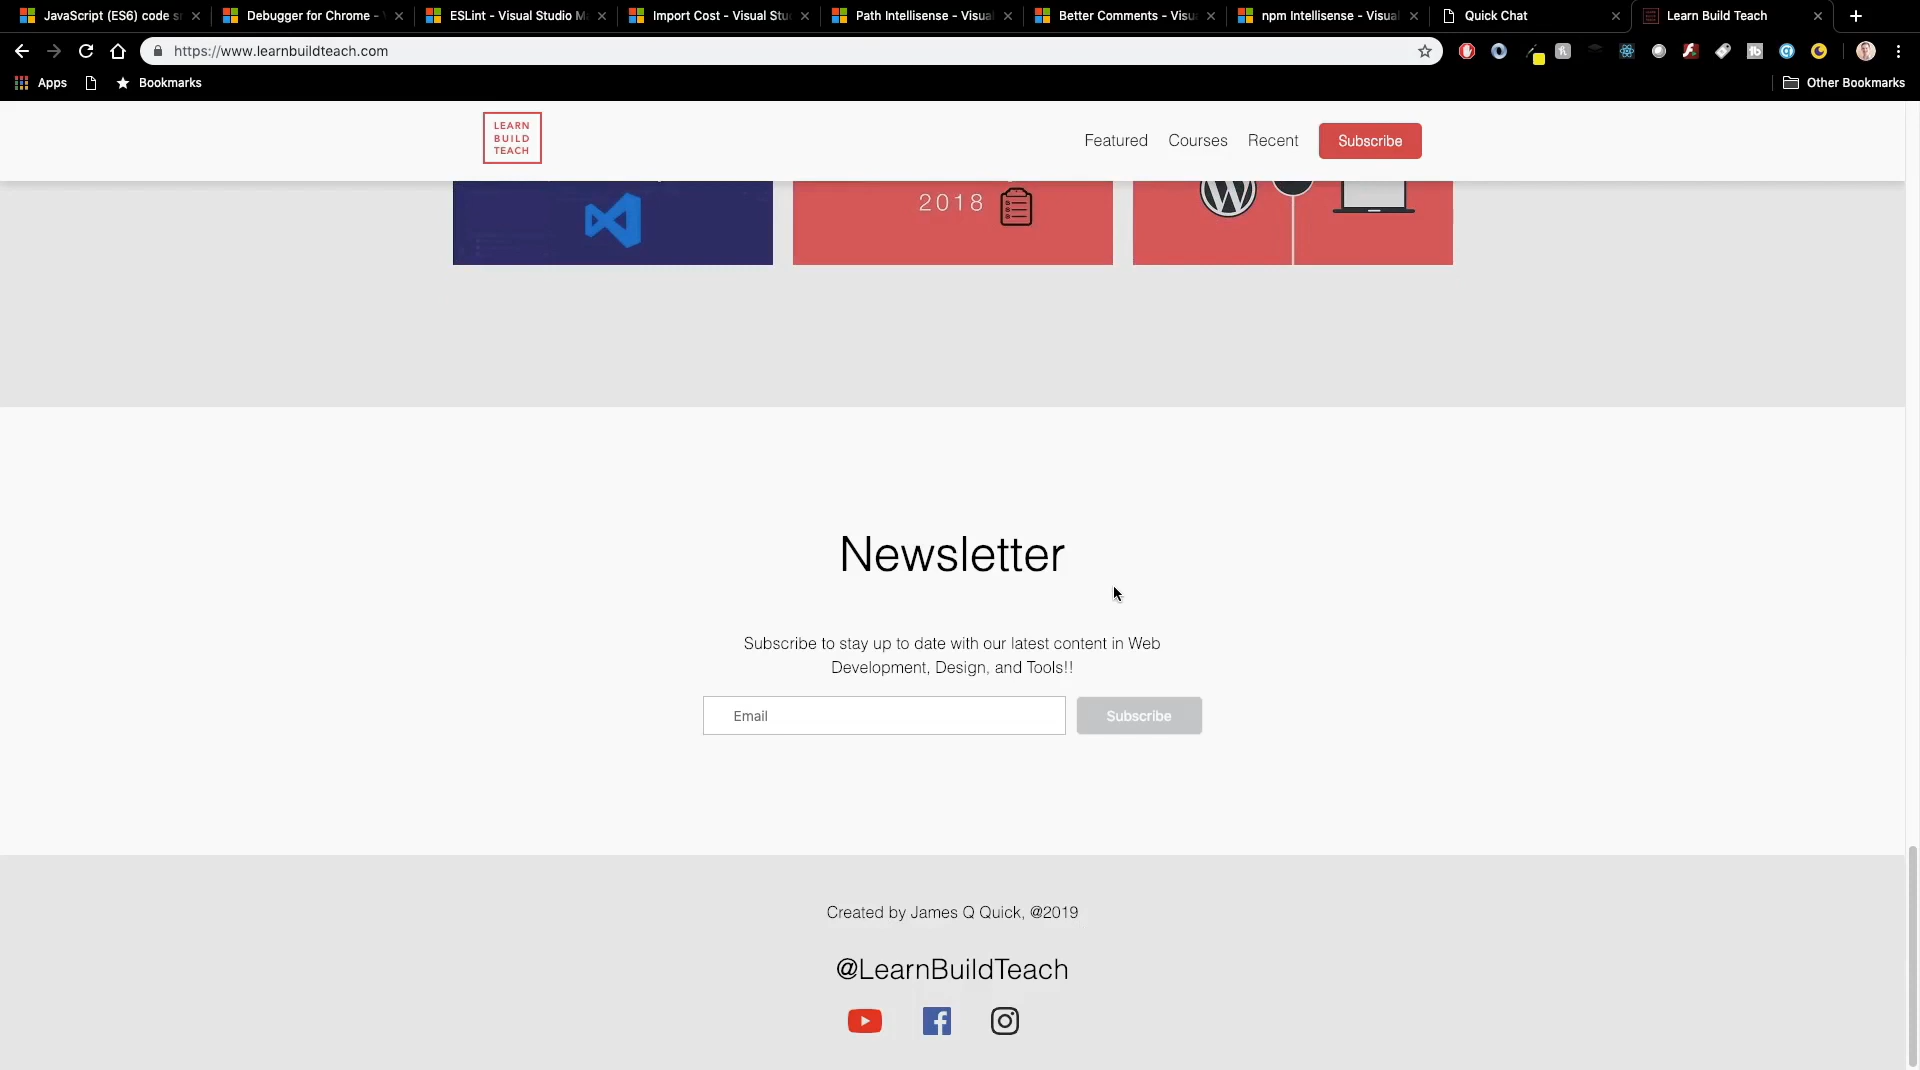 JavaScript (ES6) code s
Debugger for Chrome -
ESLint - Visual Studio M
Import Cost - Visual Stu
Path Intellisense - Visual
Better Comments - Visu
npm Intellisense - Visual
Quick Chat
Learn Build Teach
https://www.learnbuildteach.com
Apps
Bookmarks
Other Bookmarks
LEARN
BUILD
TEACH
Featured
Courses
Recent
Subscribe
2018
Newsletter
Subscribe to stay up to date with our latest content in Web
Development, Design, and Tools!!
Email
Subscribe
Created by James Q Quick, @2019
@LearnBuildTeach